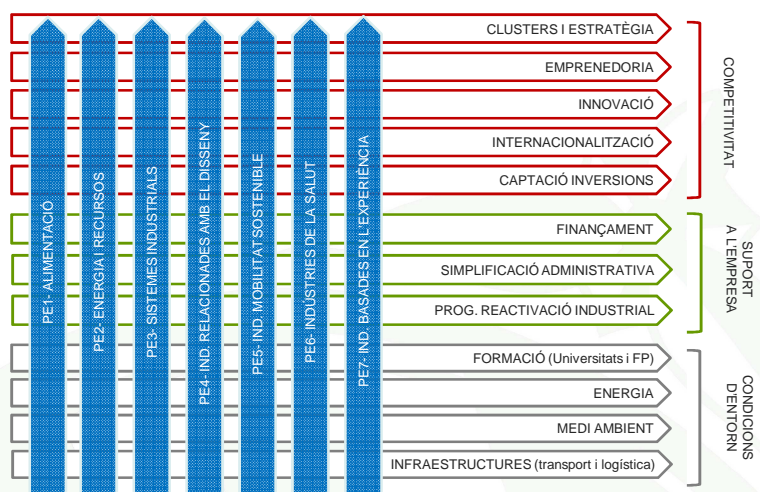 CLUSTERS I ESTRATÈGIA
EMPRENEDORIA
INNOVACIÓ
INTERNACIONALITZACIÓ
CAPTACIÓ INVERSIONS
FINANÇAMENT
SIMPLIFICACIÓ ADMINISTRATIVA
PROG. REACTIVACIÓ INDUSTRIAL
FORMACIÓ (Universitats i FP)
ENERGIA
MEDI AMBIENT
INFRAESTRUCTURES (transport i logística)
PE1- ALIMENTACIÓ
PE2- ENERGIA I RECURSOS
PE3- SISTEMES INDUSTRIALS
PE4- IND. RELACIONADES AMB EL DISSENY
PE5- IND. MOBILITAT SOSTENIBLE
PE6- INDÚSTRIES DE LA SALUT
PE7- IND. BASADES EN L'EXPERIÈNCIA
COMPETITIVITAT
SUPORT
A L'EMPRESA
CONDICIONS
D'ENTORN